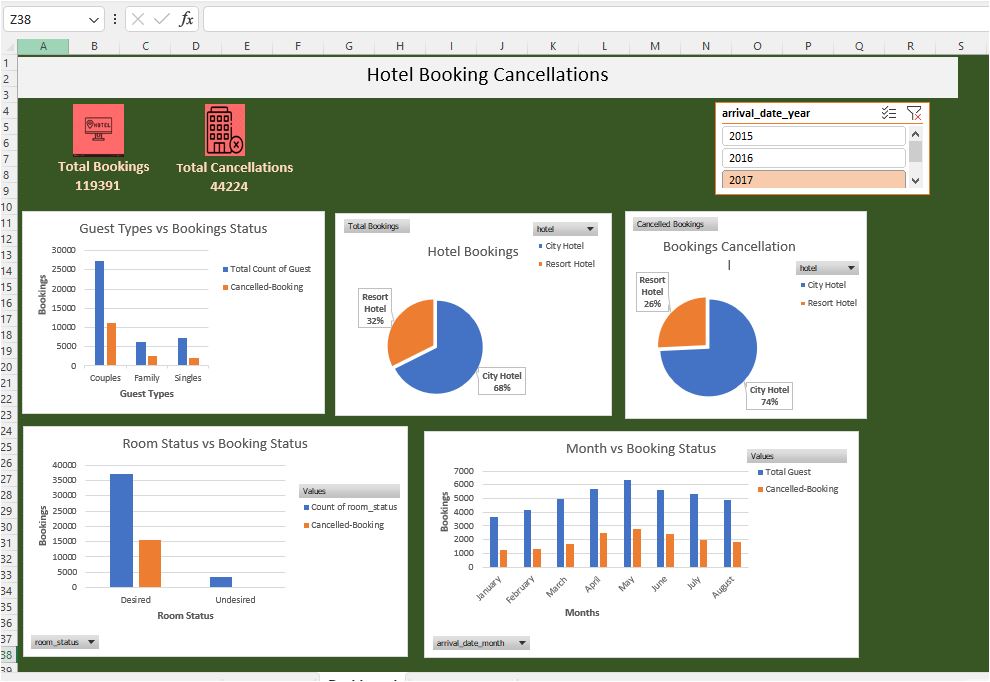 Z38
fx
A B C D E F G H I J K L M N O P Q R S
1
2
3
4
5
6
7
8
9
10
11
12
13
14
15
16
17
18
19
20
21
22
23
24
25
26
27
28
29
30
31
32
33
34
35
36
37
38
39
Hotel Booking Cancellations
HOTEL
Total Bookings
119391
Total Cancellations
44224
arrival_date_year
2015
2016
2017
Guest Types vs Bookings Status
30000
25000
20000
15000
10000
5000
0
Bookings
Couples Family Singles
Guest Types
Total Count of Guest
Cancelled-Booking
Total Bookings
hotel
City Hotel
Resort Hotel
Hotel Bookings
Resort
Hotel
32%
City Hotel
68%
Cancelled Bookings
Bookings Cancellation
hotel
City Hotel
Resort Hotel
Resort
Hotel
26%
City Hotel
74%
Room Status vs Booking Status
40000
35000
30000
25000
20000
15000
10000
5000
0
Bookings
Desired Undesired
Room Status
Values
Count of room_status
Cancelled-Booking
room_status
Month vs Booking Status
Values
Total Guest
Cancelled-Booking
7000
6000
5000
4000
3000
2000
1000
0
Bookings
January February March April May June July August
Months
arrival_date_month